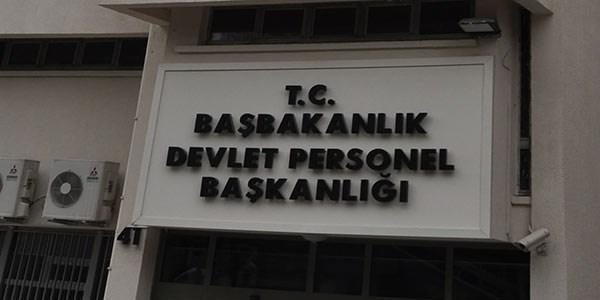 T.C.
BAŞBAKANLIK
DEVLET PERSONEL
BAŞKANLIĞI
41